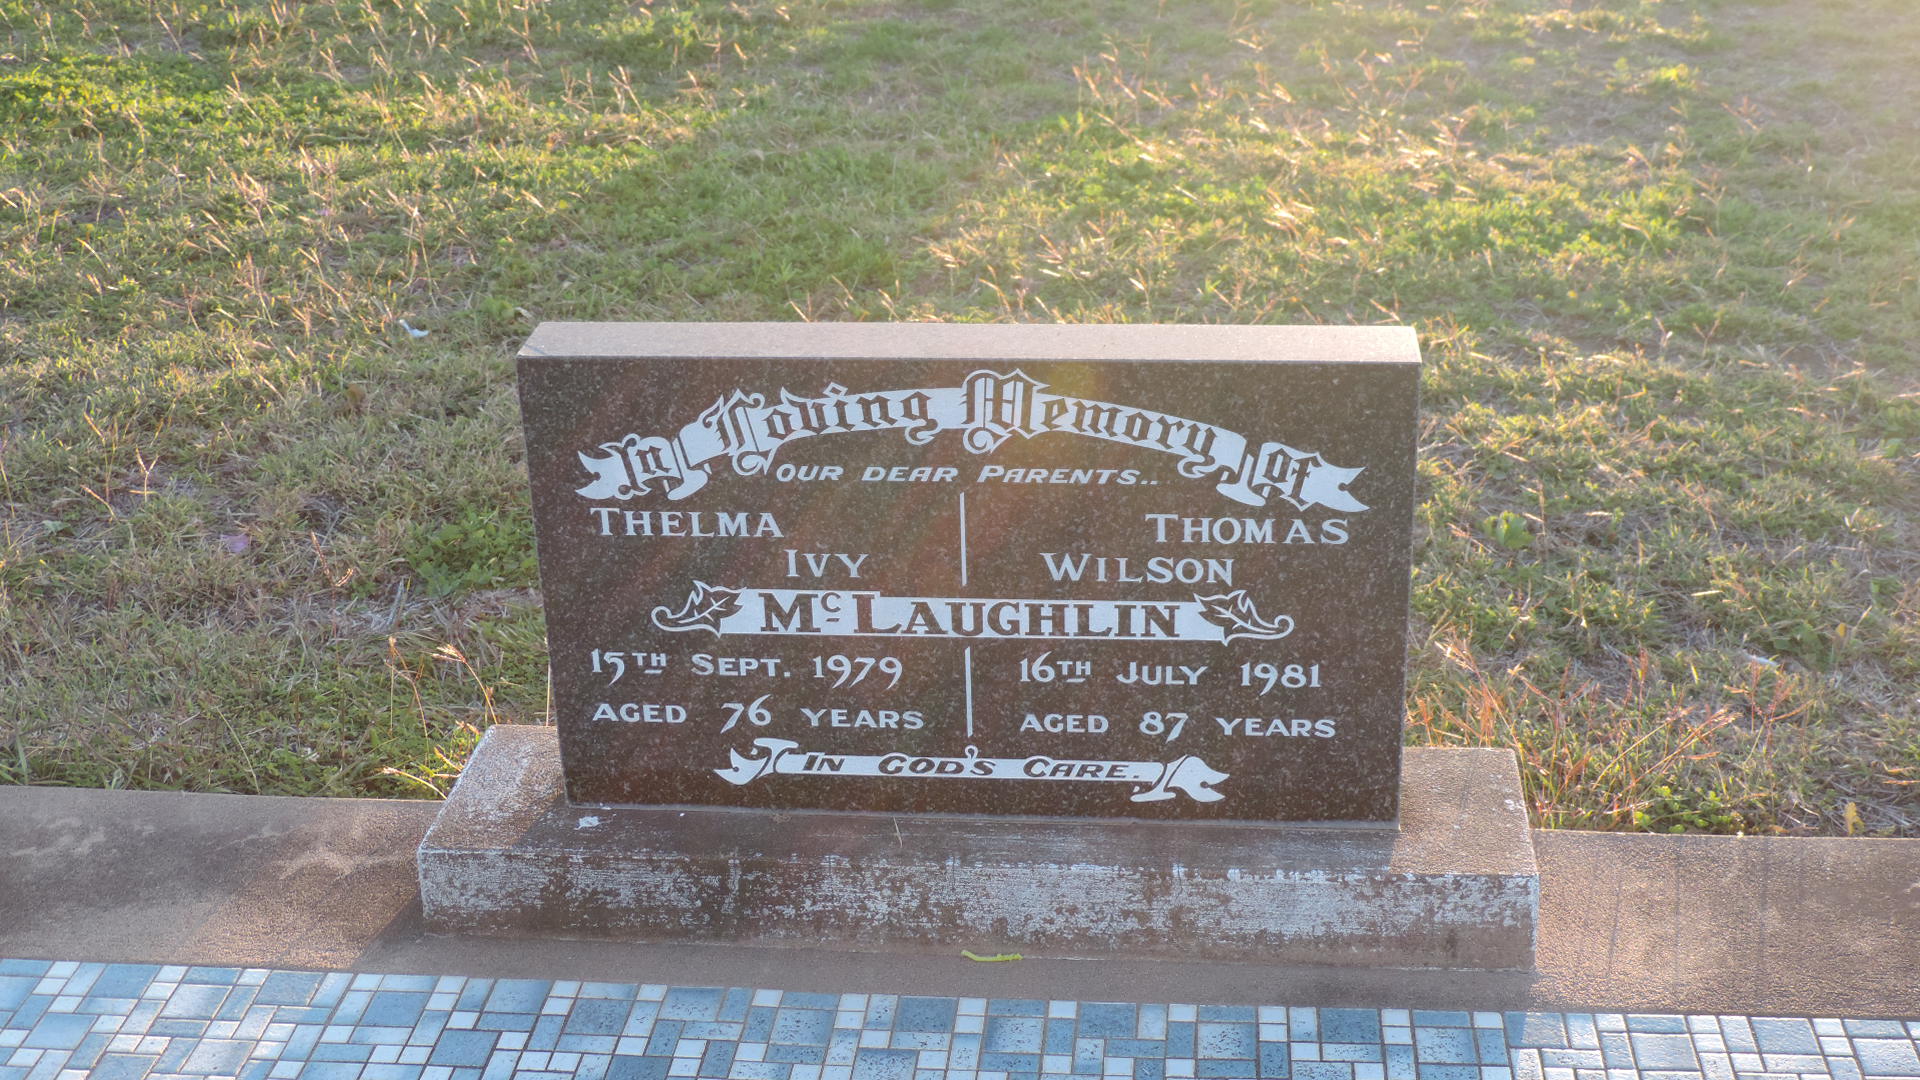 In Loving Memory of
OUR DEAR PARENTS..
THELMA
IVY
THOMAS
WILSON
McLAUGHLIN
15TH SEPT. 1979
AGED 76 YEARS
16TH JULY 1981
AGED 87 YEARS
IN GOD'S CARE.